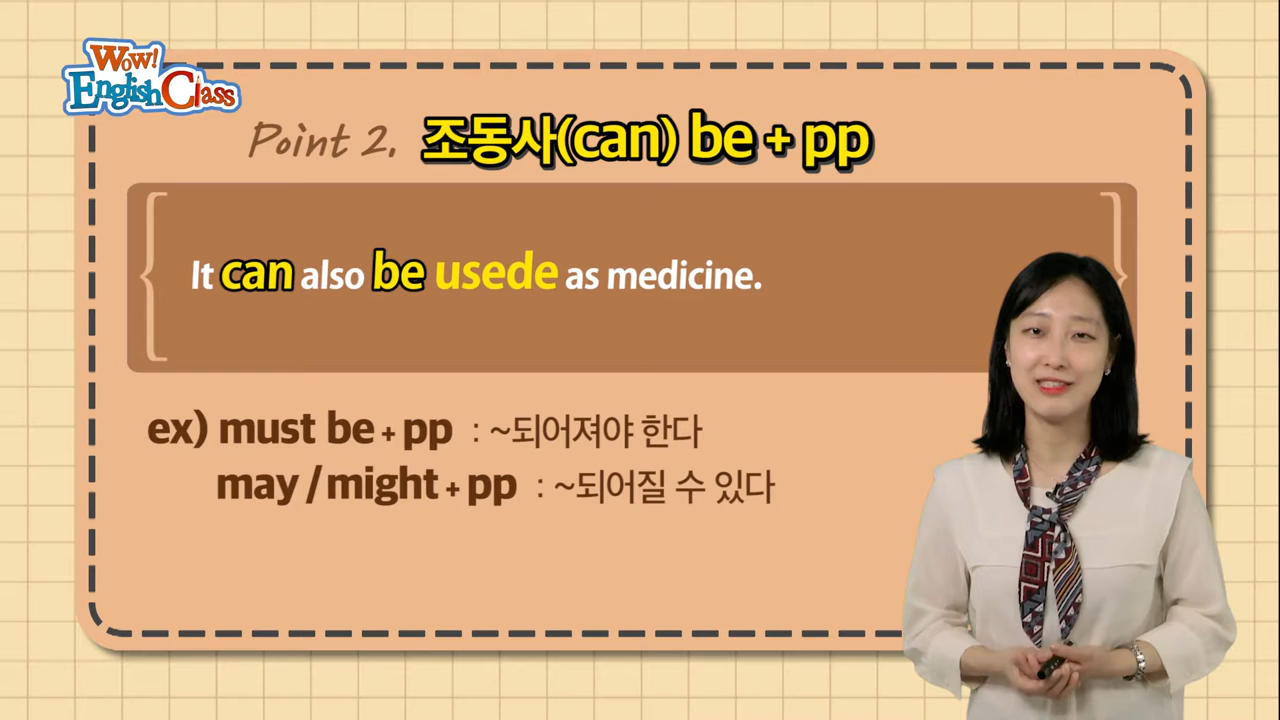 Wow!
English Class
Point 2. 조동사(can) be + pp
It can also be usede as medicine.
ex) must be + pp : ~되어져야 한다
may / might + pp : ~되어질 수 있다